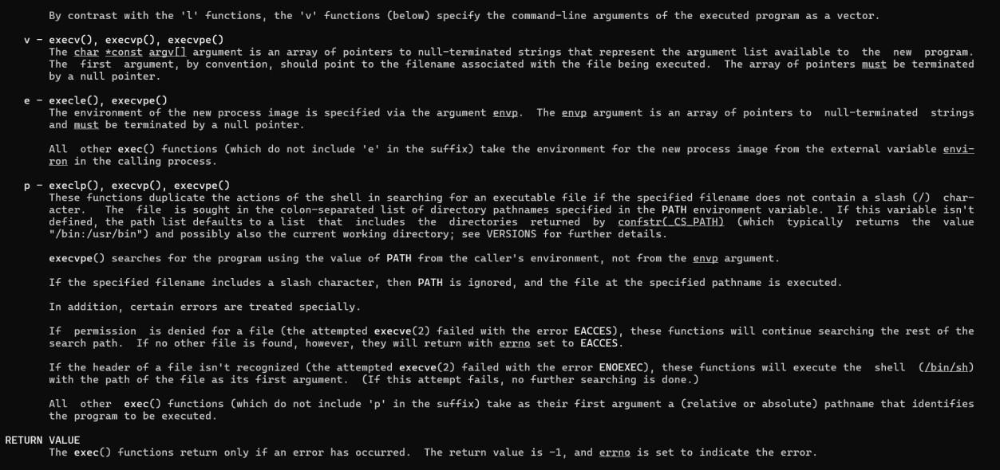 By contrast with the 'l' functions, the 'v' functions (below) specify the command-line arguments of the executed program as a vector.
v - execv(), execvp(), execvpe()
The char *const argv[] argument is an array of pointers to null-terminated strings that represent the argument list available to the new program.
The first argument, by convention, should point to the filename associated with the file being executed. The array of pointers must be terminated
by a null pointer.
e - execle(), execvpe()
The environment of the new process image is specified via the argument envp. The envp argument is an array of pointers to null-terminated strings
and must be terminated by a null pointer.
All other exec() functions (which do not include 'e' in the suffix) take the environment for the new process image from the external variable envi-
ron in the calling process.
p - execlp(), execvp(), execvpe()
These functions duplicate the actions of the shell in searching for an executable file if the specified filename does not contain a slash (/) char-
acter. The file is sought in the colon-separated list of directory pathnames specified in the PATH environment variable. If this variable isn't
defined, the path list defaults to a list that includes the directories returned by confstr(_CS_PATH) (which typically returns the value
"/bin:/usr/bin") and possibly also the current working directory; see VERSIONS for further details.
execvpe() searches for the program using the value of PATH from the caller's environment, not from the envp argument.
If the specified filename includes a slash character, then PATH is ignored, and the file at the specified pathname is executed.
In addition, certain errors are treated specially.
If permission is denied for a file (the attempted execve(2) failed with the error EACCES), these functions will continue searching the rest of the
search path. If no other file is found, however, they will return with errno set to EACCES.
If the header of a file isn't recognized (the attempted execve(2) failed with the error ENOEXEC), these functions will execute the shell (/bin/sh)
with the path of the file as its first argument. (If this attempt fails, no further searching is done.)
All other exec() functions (which do not include 'p' in the suffix) take as their first argument a (relative or absolute) pathname that identifies
the program to be executed.
RETURN VALUE
The exec() functions return only if an error has occurred. The return value is -1, and errno is set to indicate the error.